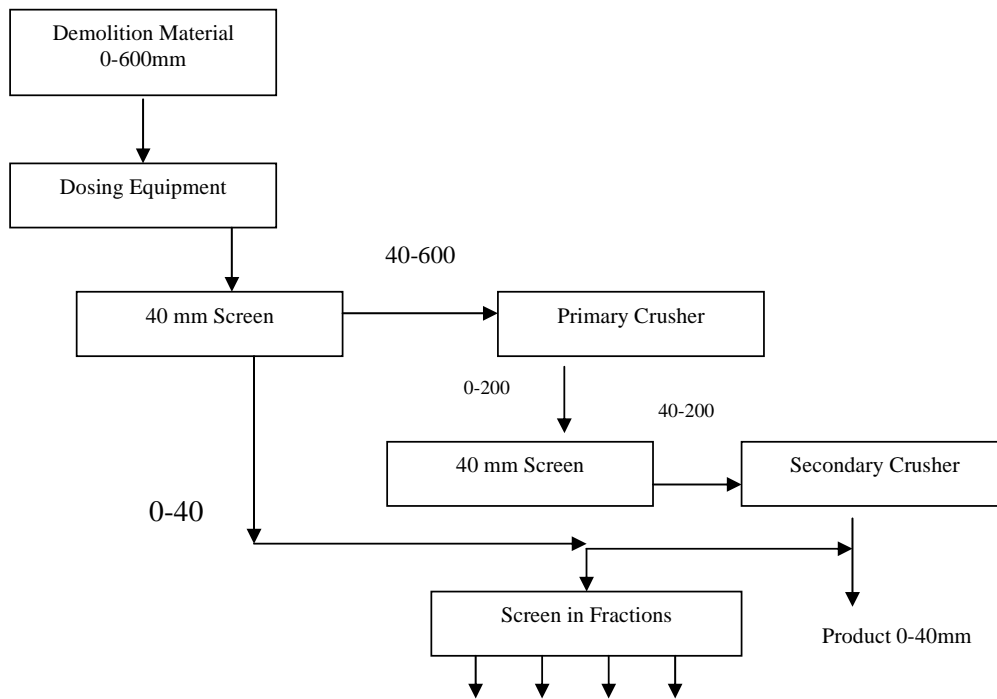 Demolition Material
0-600mm
Dosing Equipment
40-600
40 mm Screen
Primary Crusher
0-200
40-200
40 mm Screen
Secondary Crusher
0-40
Screen in Fractions
Product 0-40mm